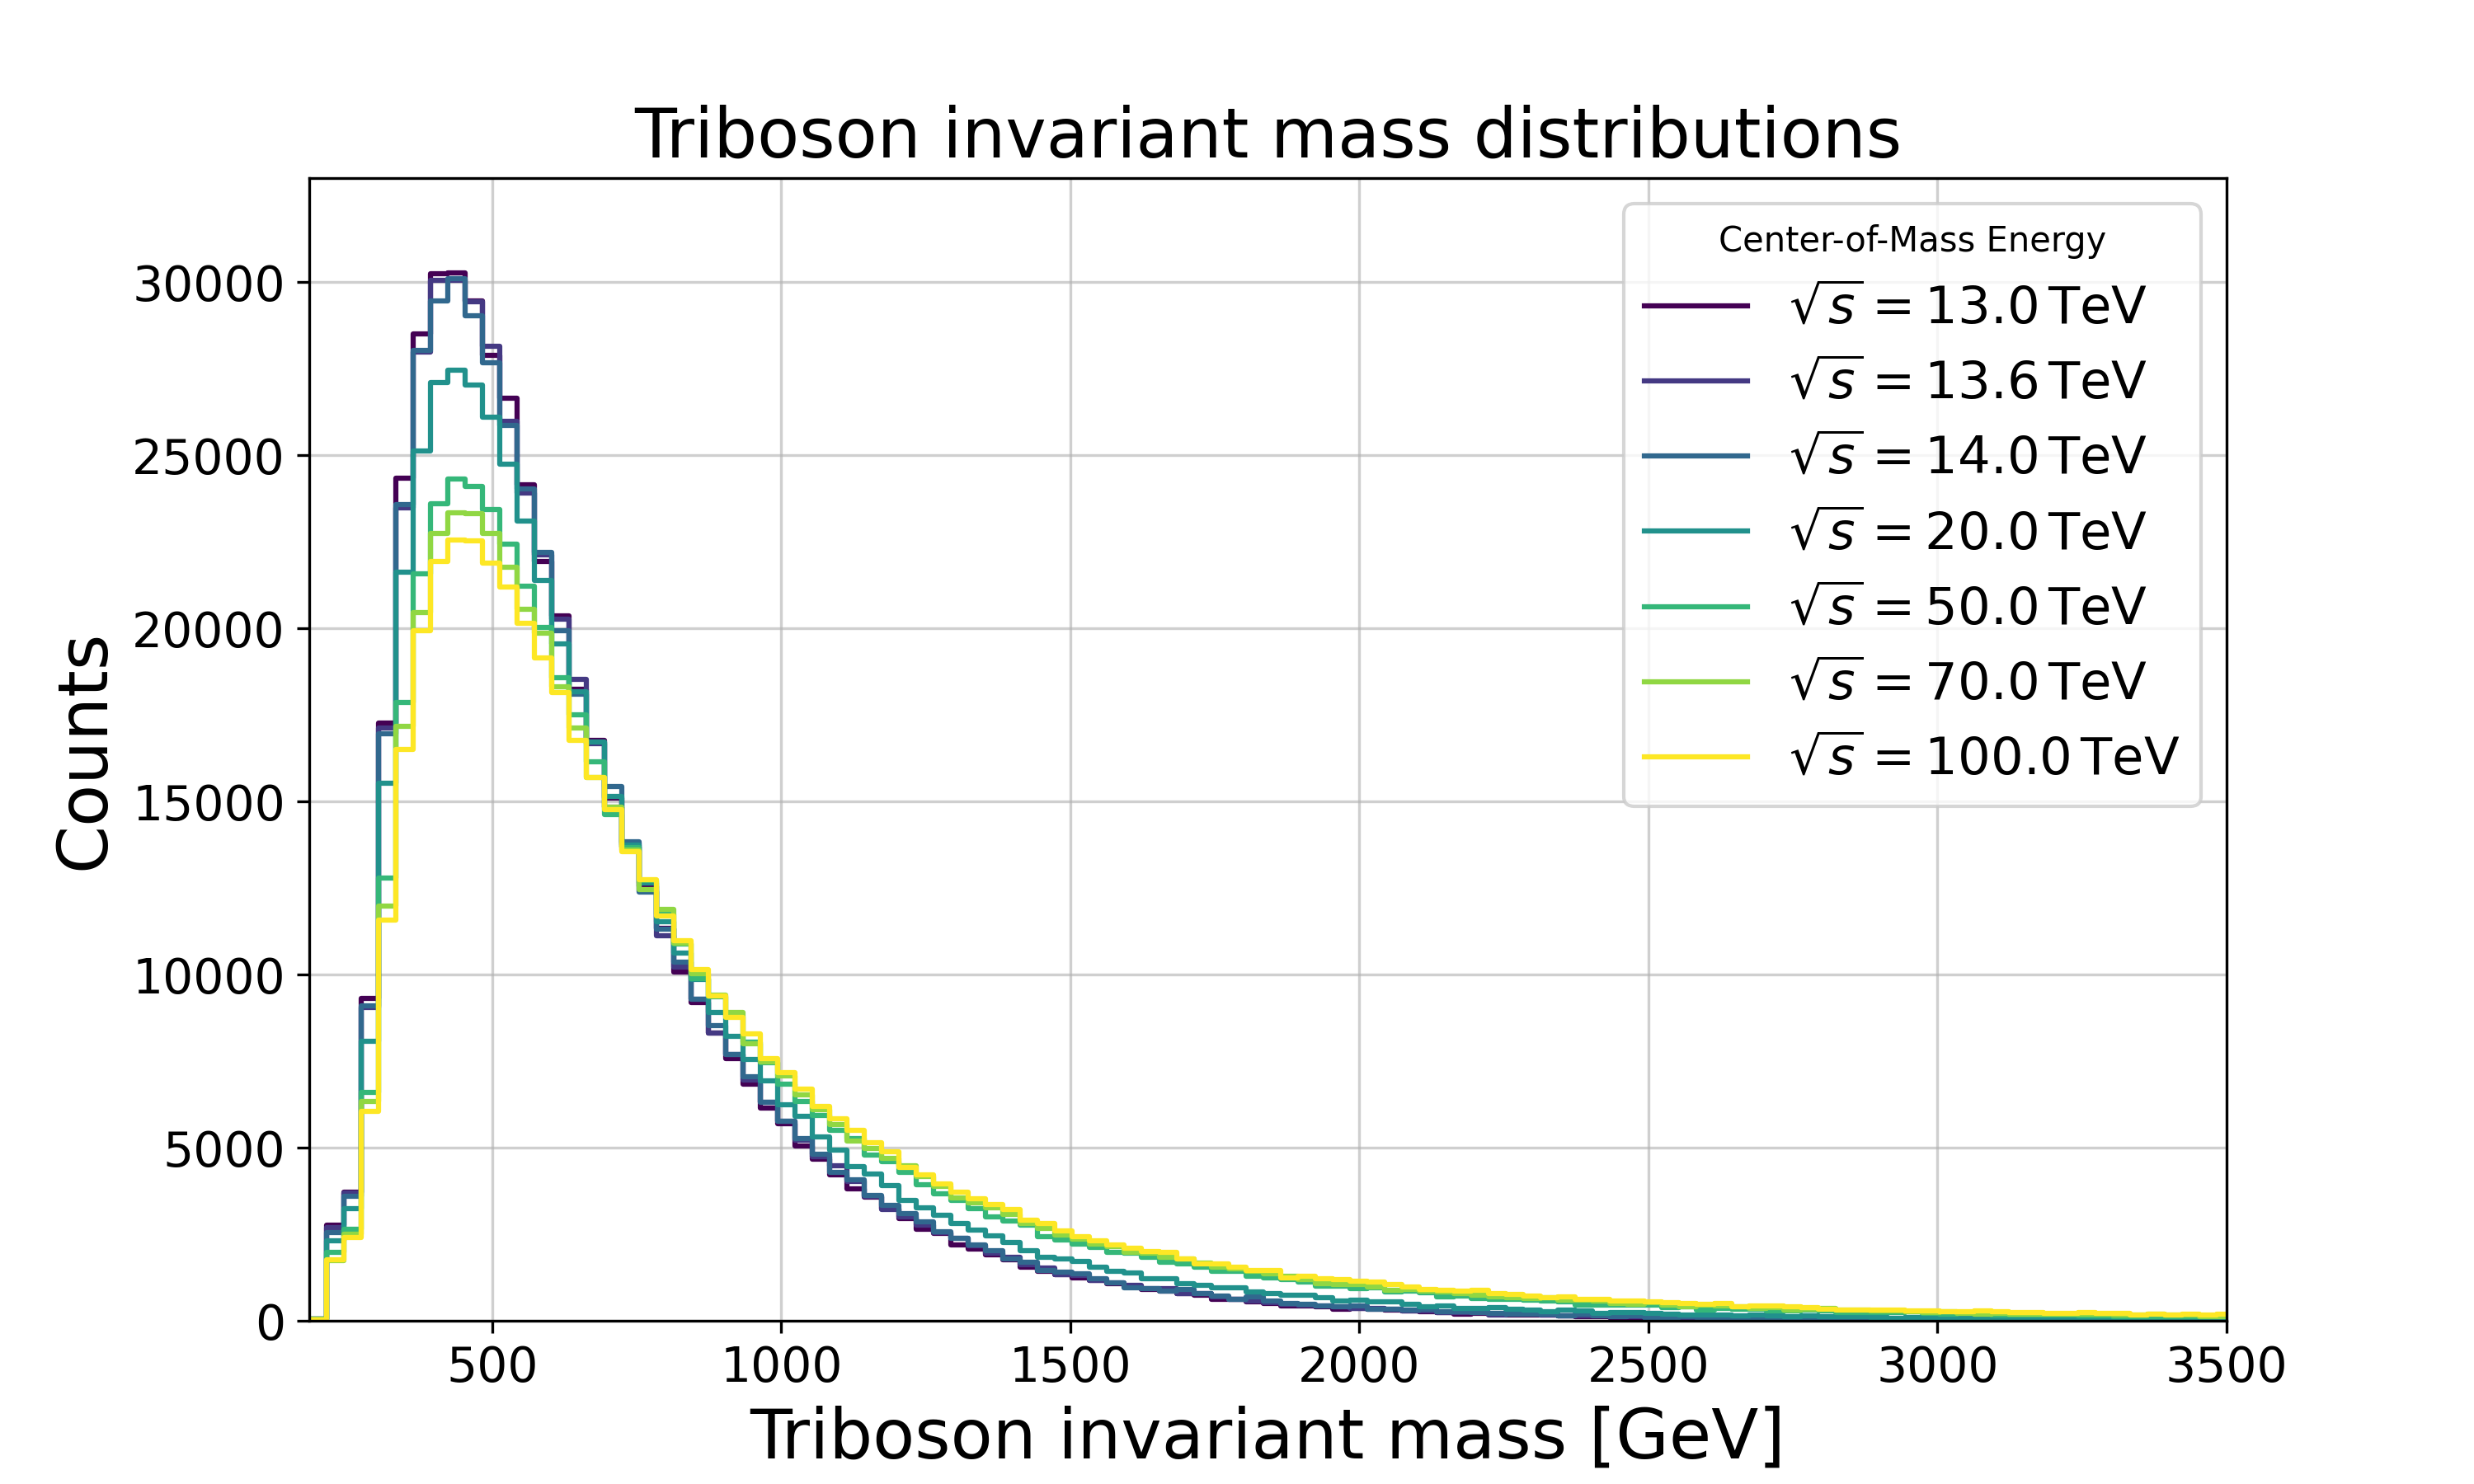 Triboson invariant mass distributions
Center-of-Mass Energy
√s = 13.0 TeV
√s = 13.6 TeV
√s = 14.0 TeV
√s = 20.0 TeV
√s = 50.0 TeV
√s = 70.0 TeV
√s = 100.0 TeV
Counts
30000
25000
20000
15000
10000
5000
0
500 1000 1500 2000 2500 3000 3500
Triboson invariant mass [GeV]